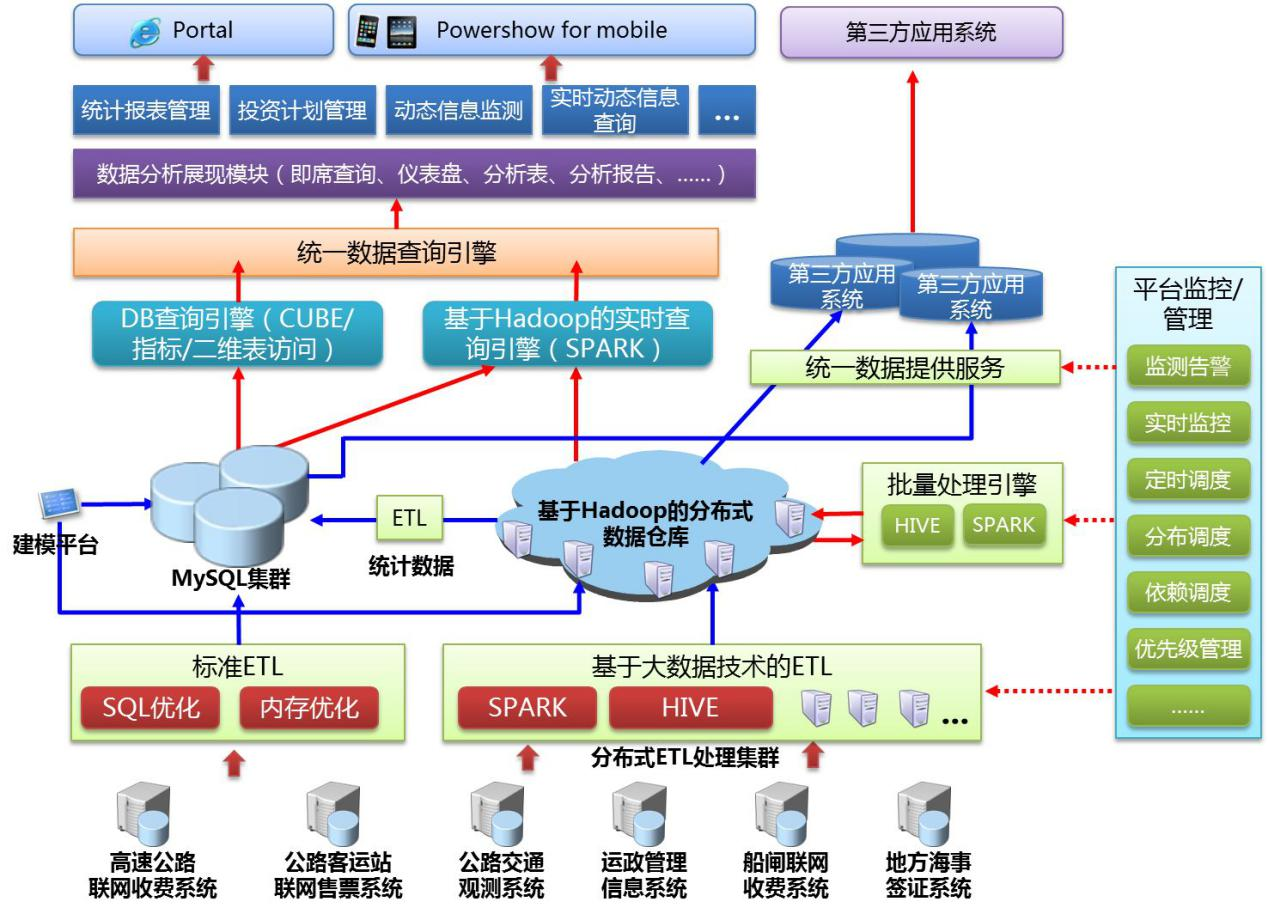 Portal
Powershow for mobile
第三方应用系统
统计报表管理
投资计划管理
动态信息监测
实时动态信息
查询
...
数据分析展现模块（即席查询、仪表盘、分析表、分析报告、......）
统一数据查询引擎
第三方应用
系统
第三方应用
系统
DB查询引擎（CUBE/
指标/二维表访问）
基于Hadoop的实时查
询引擎（SPARK）
统一数据提供服务
平台监控/
管理
监测告警
实时监控
定时调度
分布调度
依赖调度
优先级管理
......
建模平台
MySQL集群
ETL
统计数据
基于Hadoop的分布式
数据仓库
批量处理引擎
HIVE
SPARK
标准ETL
SQL优化
内存优化
基于大数据技术的ETL
SPARK
HIVE
...
分布式ETL处理集群
高速公路
联网收费系统
公路客运站
联网售票系统
公路交通
观测系统
运政管理
信息系统
船闸联网
收费系统
地方海事
签证系统